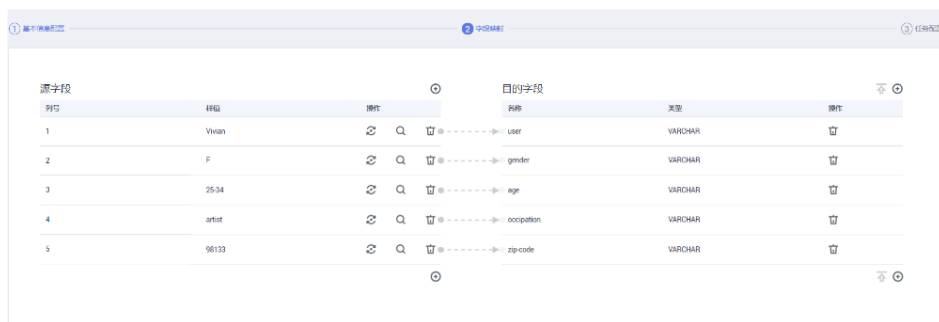 1 基本信息配置 2 字段映射 3 任务配置
源字段 目的字段
列号 样值 操作 名称 类型 操作
1 Vivian user VARCHAR
2 F gender VARCHAR
3 25-34 age VARCHAR
4 artist occipation VARCHAR
5 98133 zip-code VARCHAR